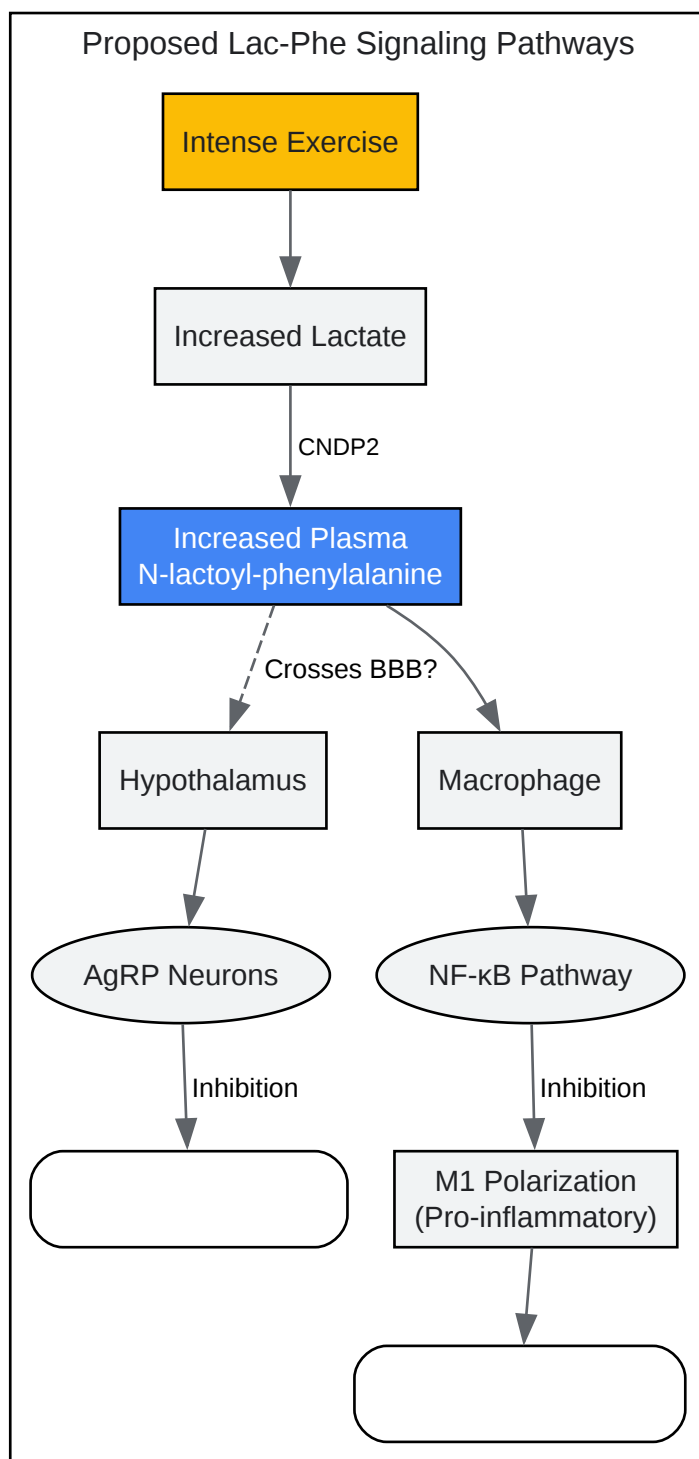 Proposed Lac-Phe Signaling Pathways
Intense Exercise
Increased Lactate
CNDP2
Increased Plasma
N-lactoyl-phenylalanine
Crosses BBB?
Hypothalamus
Macrophage
AgRP Neurons
NF-κB Pathway
Inhibition
Inhibition
M1 Polarization
(Pro-inflammatory)